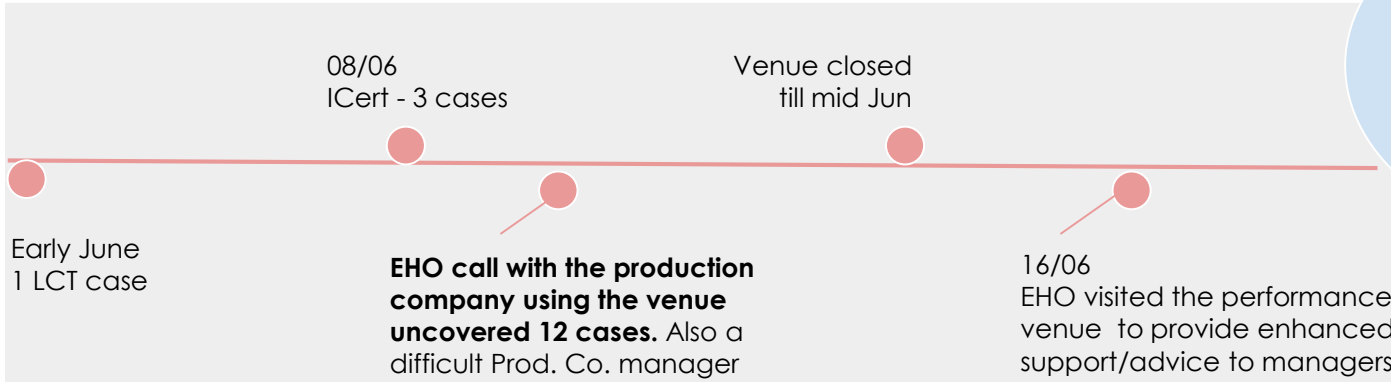 08/06
ICert - 3 cases
Venue closed
till mid Jun
Early June
1 LCT case
EHO call with the production
company using the venue
uncovered 12 cases. Also a
difficult Prod. Co. manager
16/06
EHO visited the performance
venue to provide enhanced
support/advice to managers